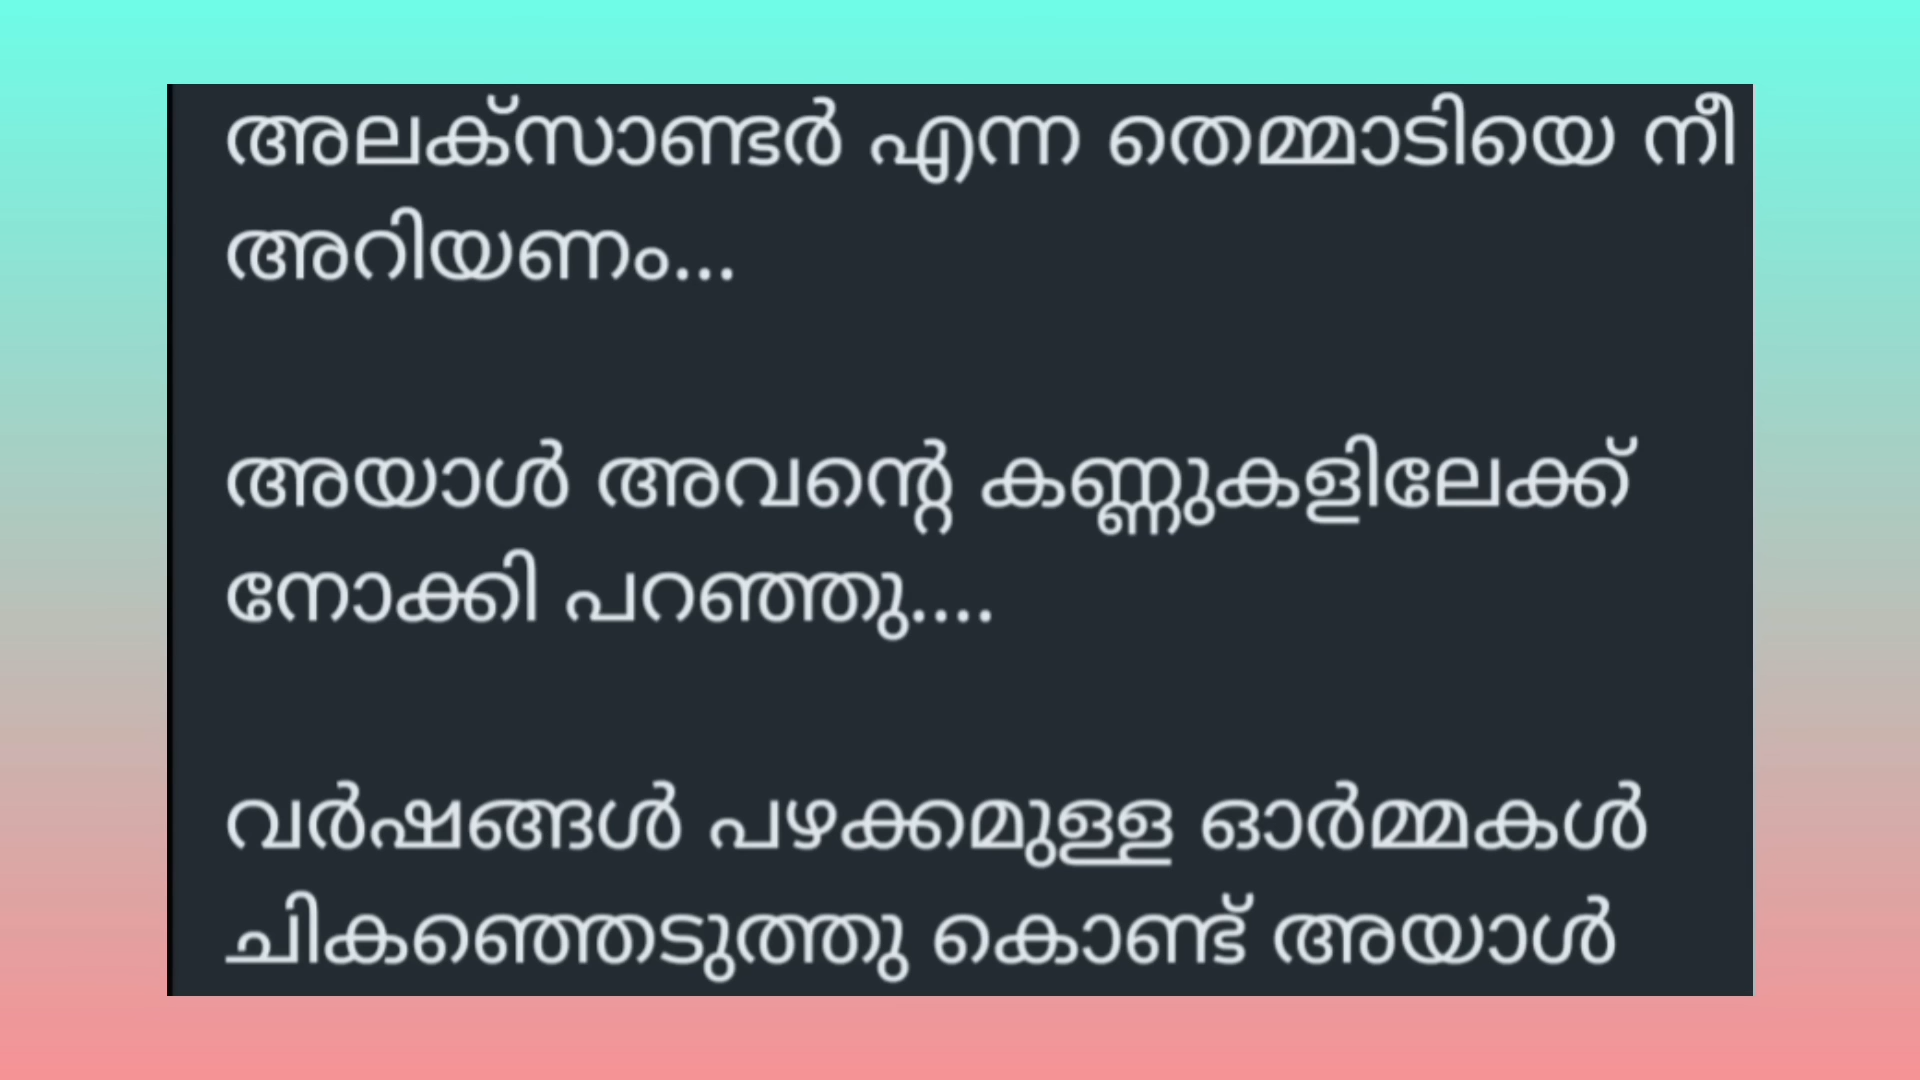 അലക്സാണ്ടർ എന്ന തെമ്മാടിയെ നീ
അറിയണം...
അയാൾ അവന്റെ കണ്ണുകളിലേക്ക്
നോക്കി പറഞ്ഞു....
വർഷങ്ങൾ പഴക്കമുള്ള ഓർമ്മകൾ
ചികഞ്ഞെടുത്തു കൊണ്ട് അയാൾ